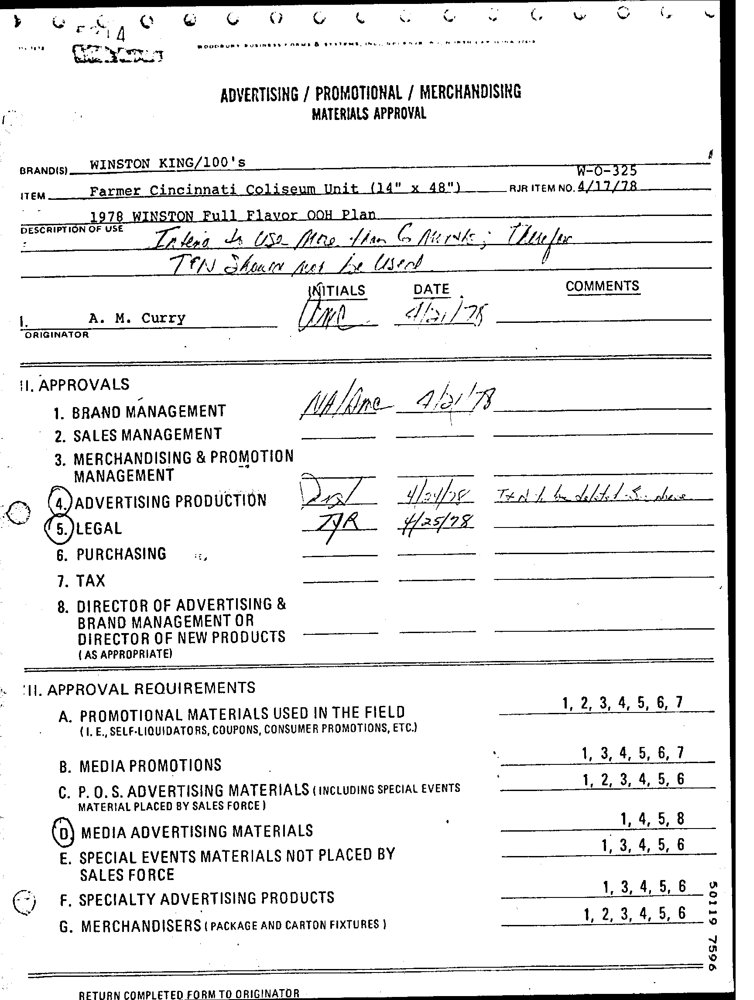 ADVERTISING / PROMOTIONAL / MERCHANDISING
MATERIALS APPROVAL
BRAND(S) WINSTON KING/100's
W-O-325
ITEM Farmer Cincinnati Coliseum Unit (14" x 48") RJR ITEM NO. 4/17/78
1978 WINSTON Full Flavor OOH Plan
DESCRIPTION OF USE Intend to use more than 6 months; Therefore
T&N should not be used
INITIALS DATE COMMENTS
I. A. M. Curry AMC 4/21/78
ORIGINATOR
II. APPROVALS
1. BRAND MANAGEMENT NA/Amc 4/21/78
2. SALES MANAGEMENT
3. MERCHANDISING & PROMOTION
MANAGEMENT
4. ADVERTISING PRODUCTION 4/24/78 T&N to be deleted
5. LEGAL 4/25/78
6. PURCHASING
7. TAX
8. DIRECTOR OF ADVERTISING &
BRAND MANAGEMENT OR
DIRECTOR OF NEW PRODUCTS
(AS APPROPRIATE)
II. APPROVAL REQUIREMENTS
A. PROMOTIONAL MATERIALS USED IN THE FIELD 1, 2, 3, 4, 5, 6, 7
(I. E., SELF-LIQUIDATORS, COUPONS, CONSUMER PROMOTIONS, ETC.)
B. MEDIA PROMOTIONS 1, 3, 4, 5, 6, 7
C. P. O. S. ADVERTISING MATERIALS (INCLUDING SPECIAL EVENTS 1, 2, 3, 4, 5, 6
MATERIAL PLACED BY SALES FORCE)
D MEDIA ADVERTISING MATERIALS 1, 4, 5, 8
E. SPECIAL EVENTS MATERIALS NOT PLACED BY 1, 3, 4, 5, 6
SALES FORCE
F. SPECIALTY ADVERTISING PRODUCTS 1, 3, 4, 5, 6
G. MERCHANDISERS (PACKAGE AND CARTON FIXTURES) 1, 2, 3, 4, 5, 6
50119 7596
RETURN COMPLETED FORM TO ORIGINATOR